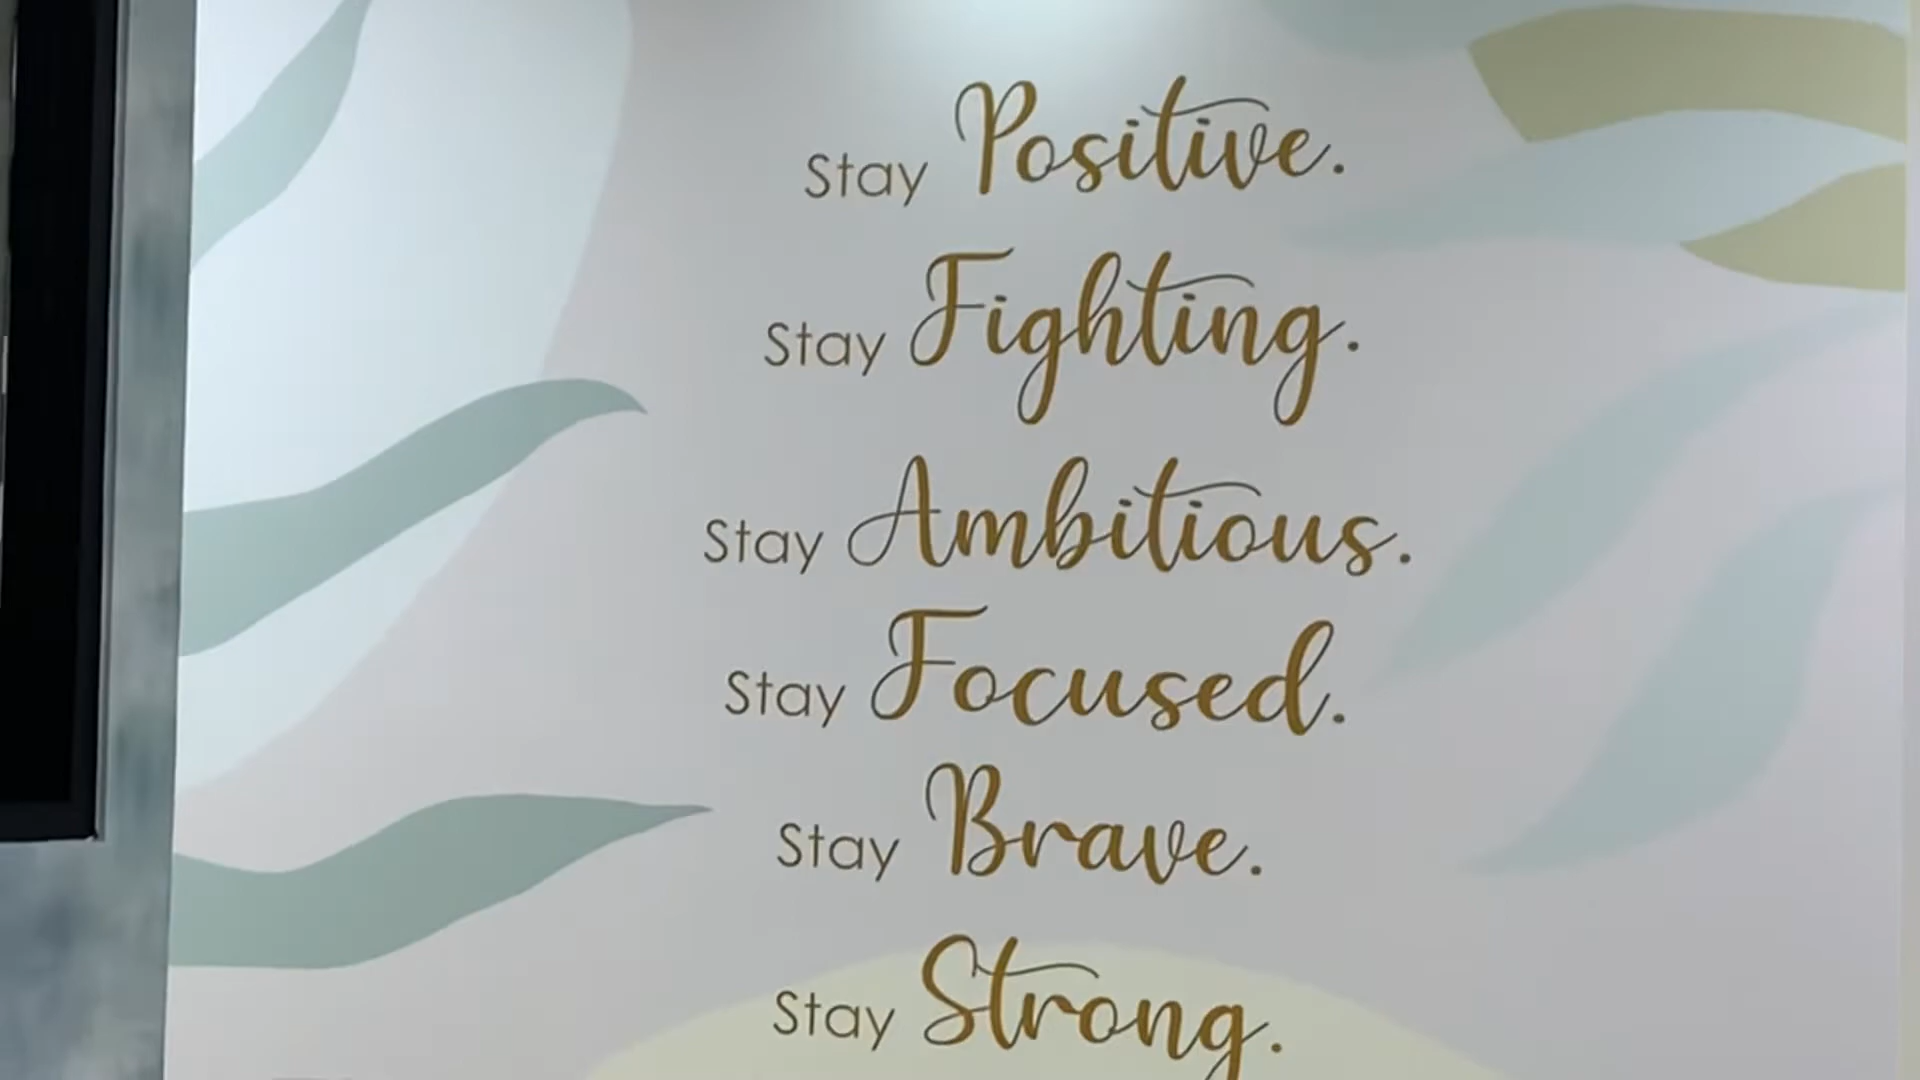 Stay Positive.
Stay Fighting.
Stay Ambitious.
Stay Focused.
Stay Brave.
Stay Strong.